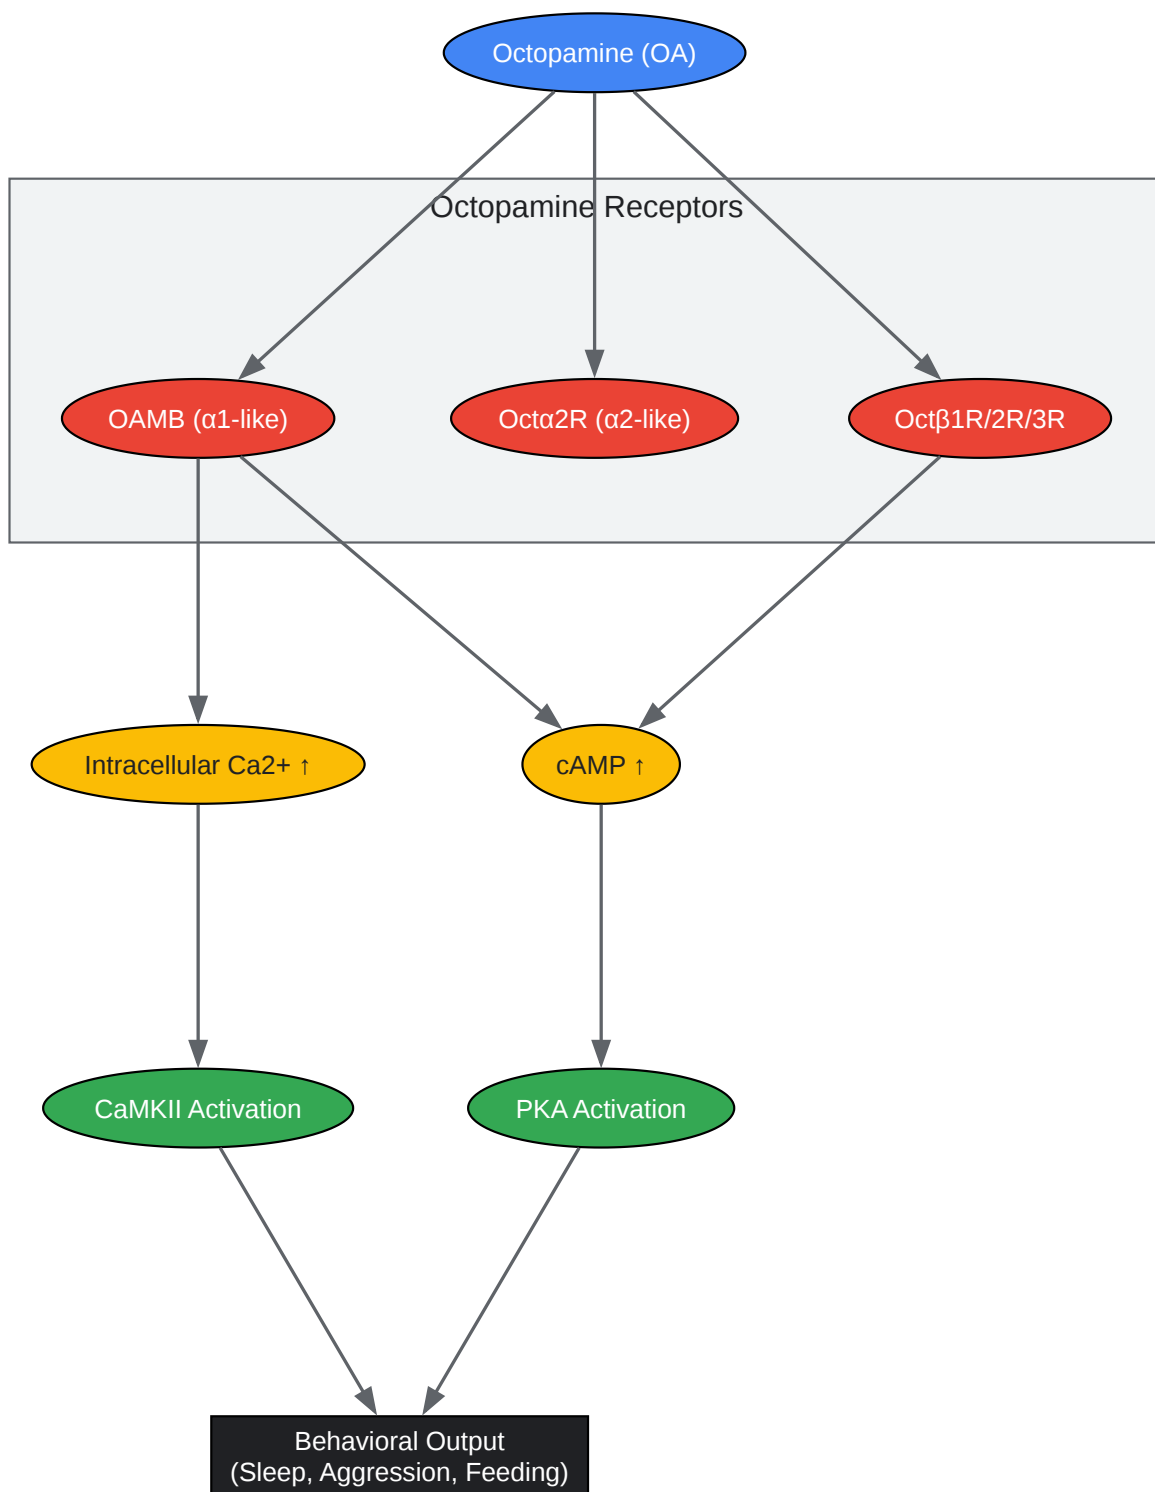 Octopamine (OA)
Octopamine Receptors
OAMB (α1-like)
Octα2R (α2-like)
Octβ1R/2R/3R
Intracellular Ca2+ ↑
cAMP ↑
CaMKII Activation
PKA Activation
Behavioral Output
(Sleep, Aggression, Feeding)